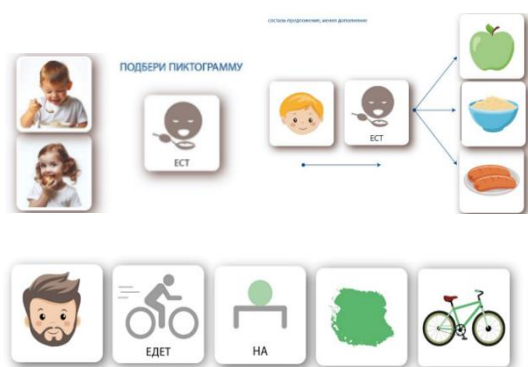 составь предложение, меняя дополнение
ПОДБЕРИ ПИКТОГРАММУ
ЕСТ
ЕСТ
ЕДЕТ
НА